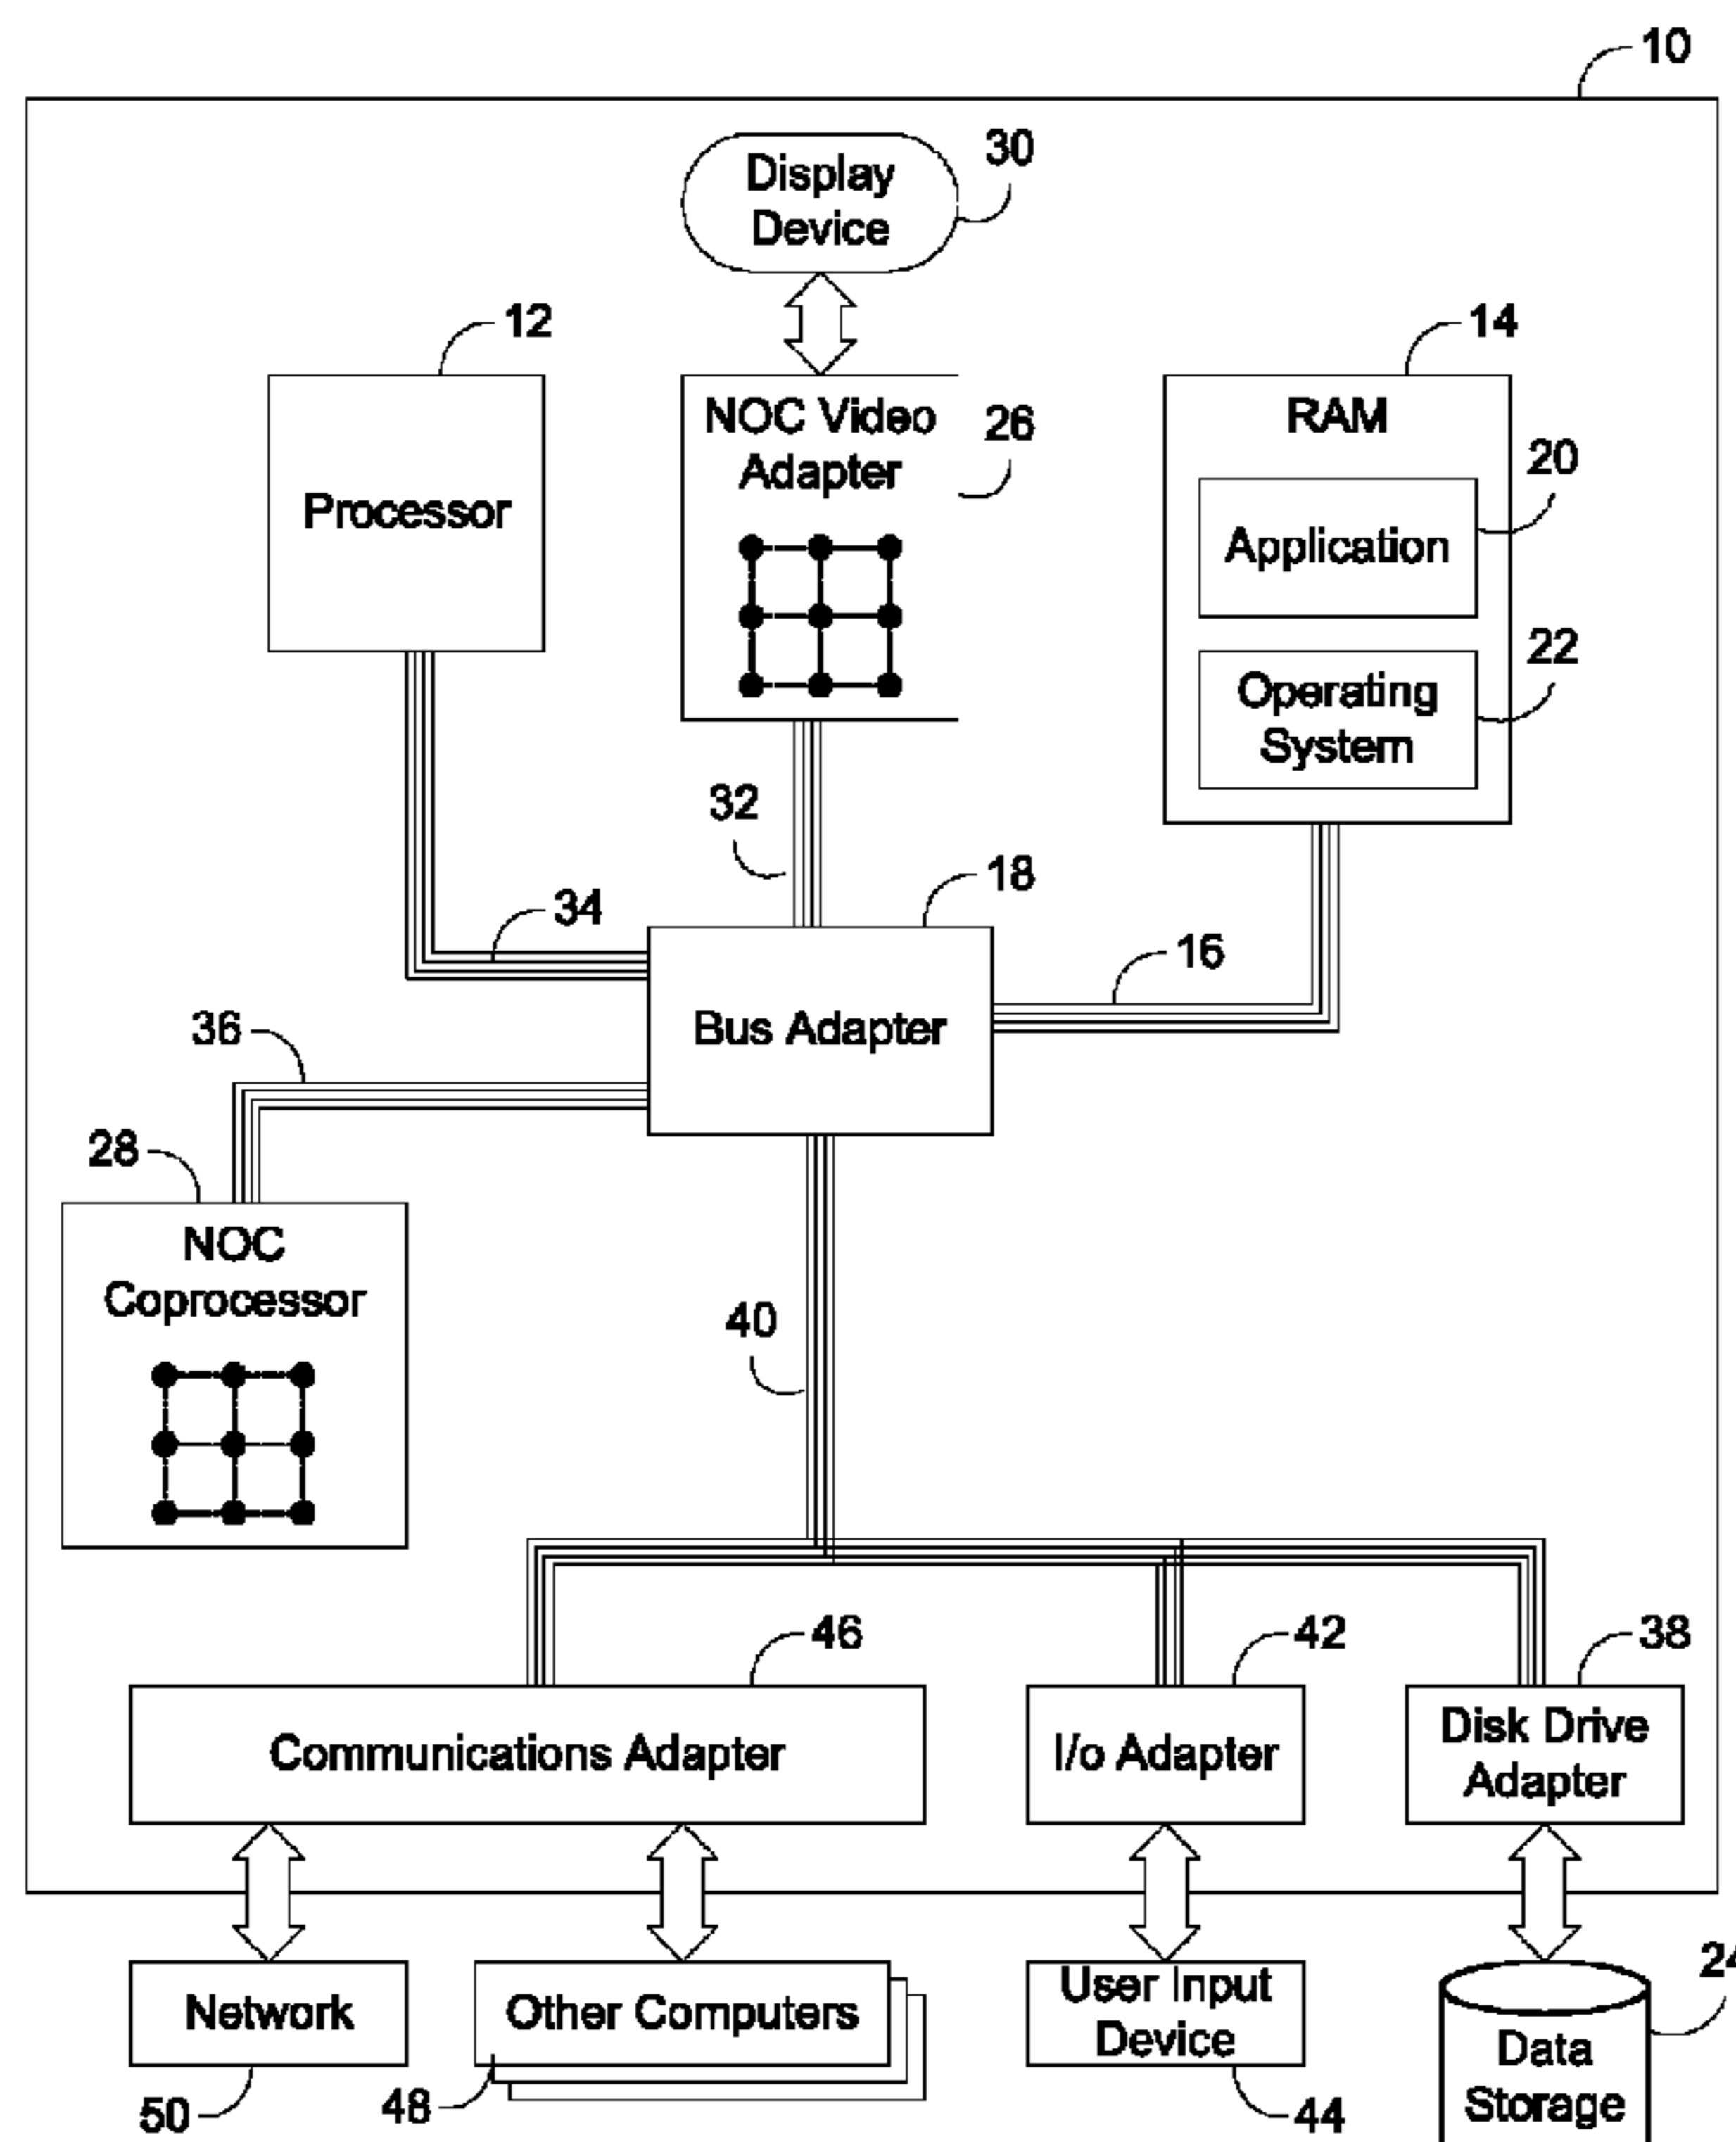 10
Display
Device
30
12
14
Processor
NOC Video
Adapter
26
RAM
20
Application
22
Operating
System
32
18
34
16
Bus Adapter
36
28
NOC
Coprocessor
40
46
42
38
Communications Adapter
I/o Adapter
Disk Drive
Adapter
Network
50
Other Computers
48
User Input
Device
44
24
Data
Storage